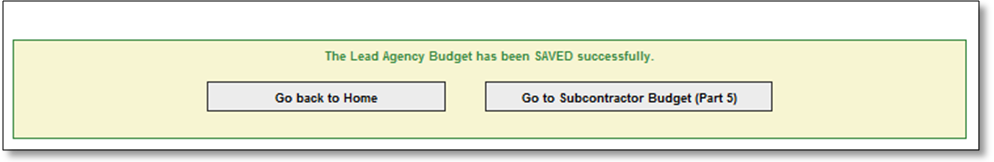 The Lead Agency Budget has been SAVED successfully.
Go back to Home
Go to Subcontractor Budget (Part 5)